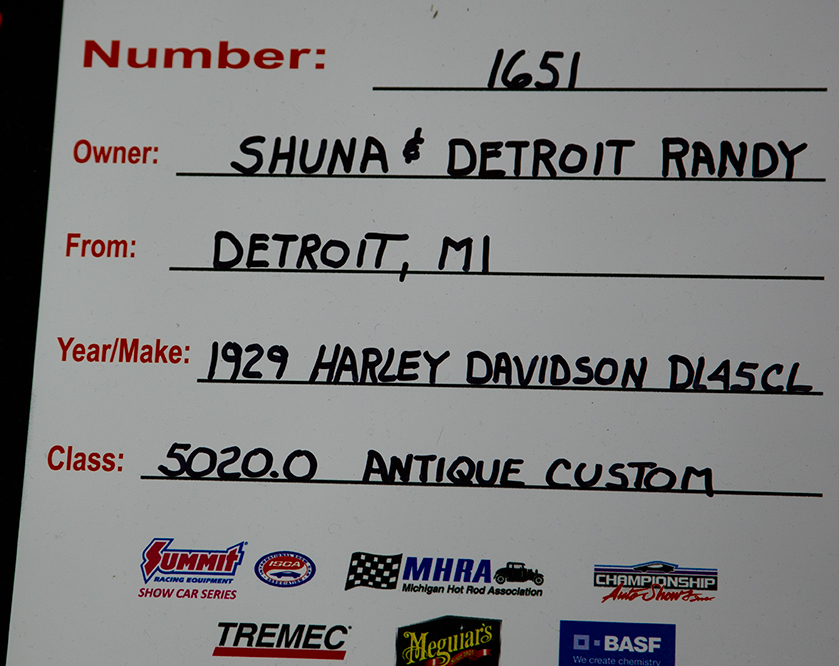 Number: 1651
Owner: SHUNA & DETROIT RANDY
From: DETROIT, MI
Year/Make: 1929 HARLEY DAVIDSON DL45CL
Class: 5020.0 ANTIQUE CUSTOM
SUMMIT
RACING EQUIPMENT
SHOW CAR SERIES
ISCA
MHRA
Michigan Hot Rod Association
CHAMPIONSHIP
Auto Shows
TREMEC
Meguiar's
BASF
We create chemistry